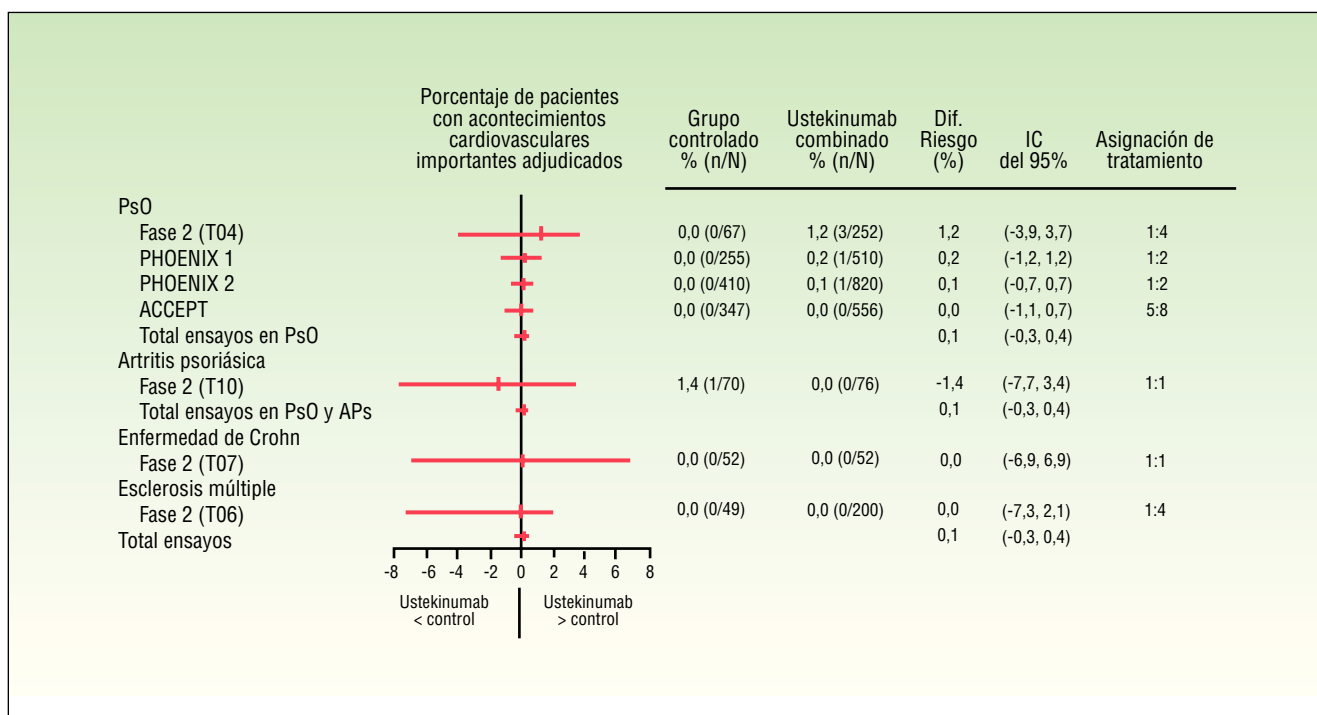 Porcentaje de pacientes
con acontecimientos
cardiovasculares
importantes adjudicados
Grupo
controlado
% (n/N)
Ustekinumab
combinado
% (n/N)
Dif.
Riesgo
(%)
IC
del 95%
Asignación de
tratamiento
PsO
Fase 2 (T04) 0,0 (0/67) 1,2 (3/252) 1,2 (-3,9, 3,7) 1:4
PHOENIX 1 0,0 (0/255) 0,2 (1/510) 0,2 (-1,2, 1,2) 1:2
PHOENIX 2 0,0 (0/410) 0,1 (1/820) 0,1 (-0,7, 0,7) 1:2
ACCEPT 0,0 (0/347) 0,0 (0/556) 0,0 (-1,1, 0,7) 5:8
Total ensayos en PsO 0,1 (-0,3, 0,4)
Artritis psoriásica
Fase 2 (T10) 1,4 (1/70) 0,0 (0/76) -1,4 (-7,7, 3,4) 1:1
Total ensayos en PsO y APs 0,1 (-0,3, 0,4)
Enfermedad de Crohn
Fase 2 (T07) 0,0 (0/52) 0,0 (0/52) 0,0 (-6,9, 6,9) 1:1
Esclerosis múltiple
Fase 2 (T06) 0,0 (0/49) 0,0 (0/200) 0,0 (-7,3, 2,1) 1:4
Total ensayos 0,1 (-0,3, 0,4)
-8 -6 -4 -2 0 2 4 6 8
Ustekinumab
< control
Ustekinumab
> control